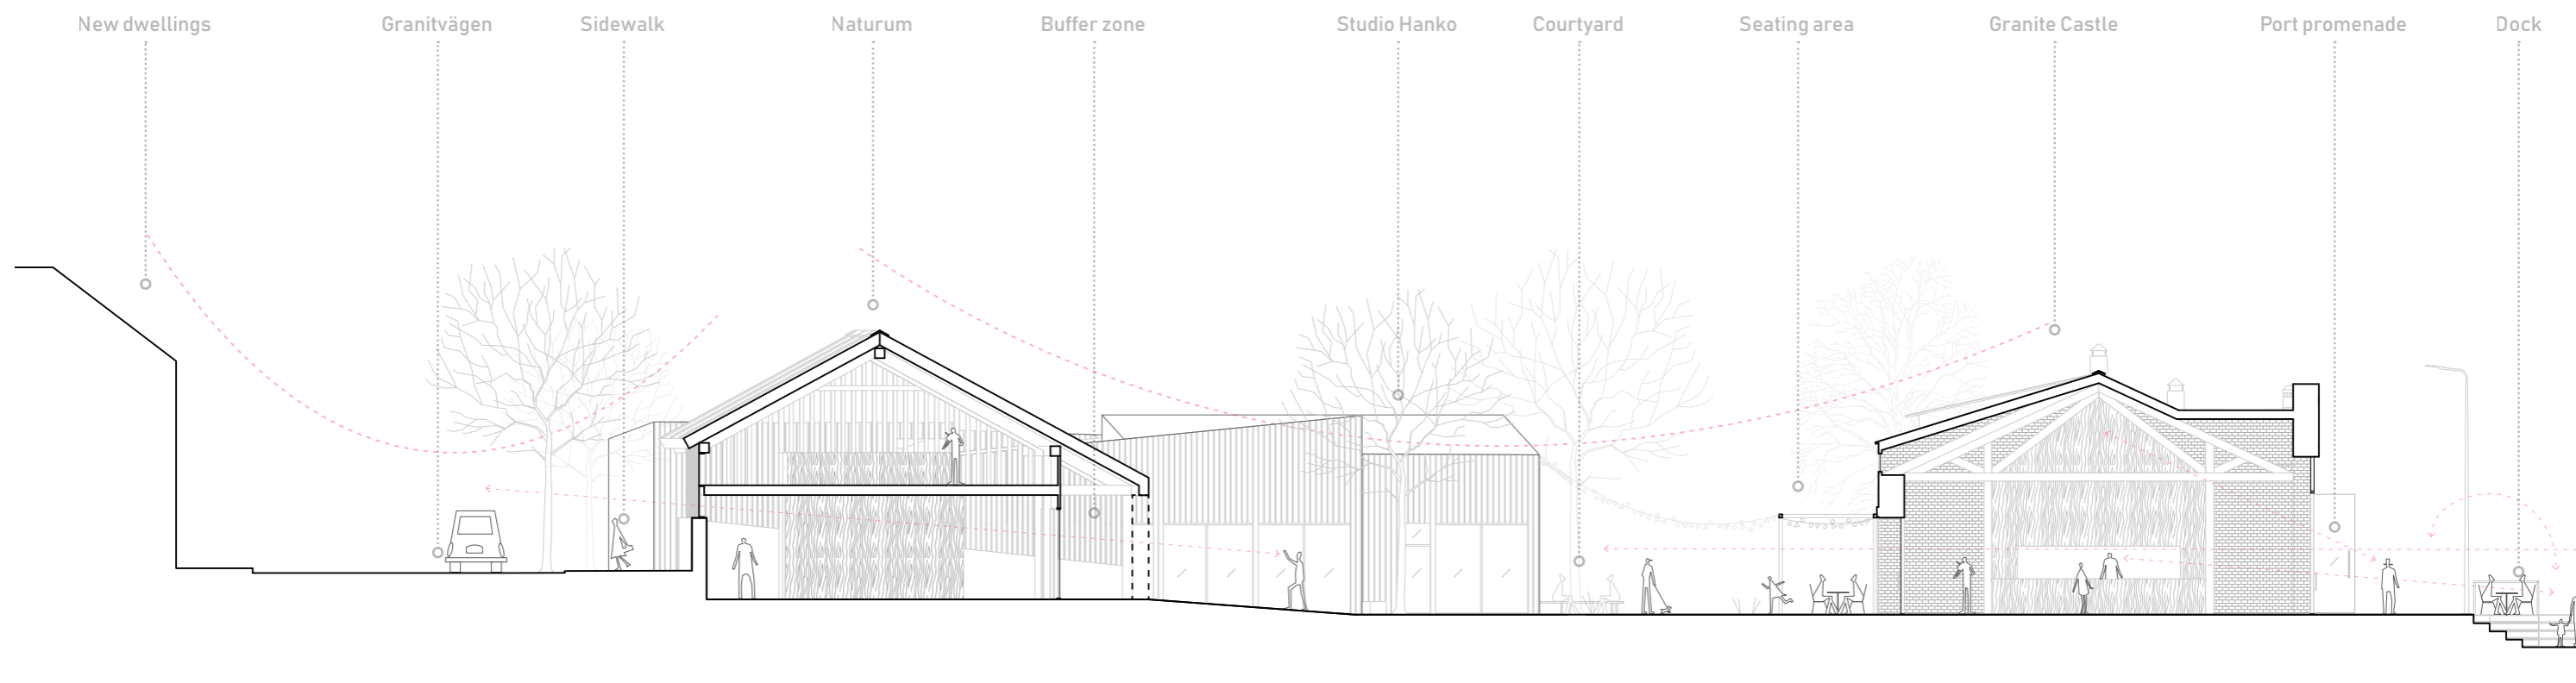 New dwellings
Granitvägen
Sidewalk
Naturum
Buffer zone
Studio Hanko
Courtyard
Seating area
Granite Castle
Port promenade
Dock